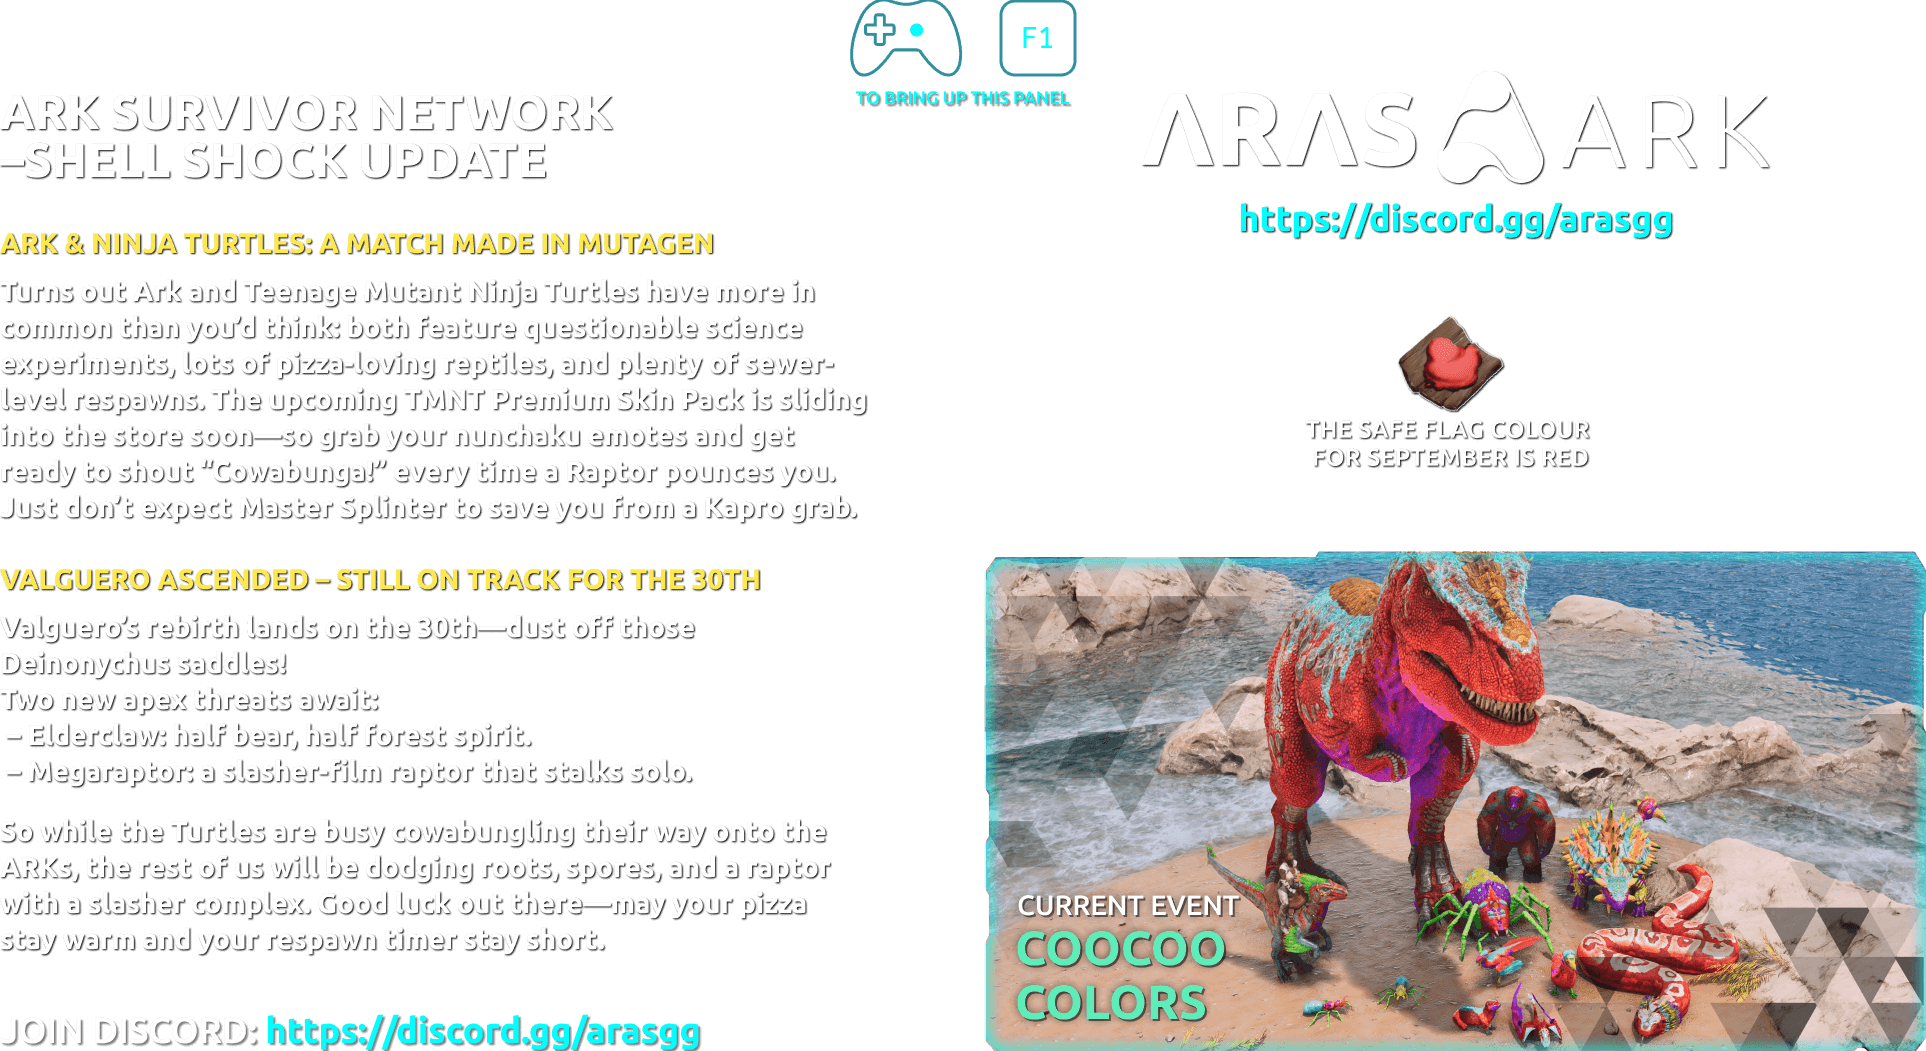 F1
TO BRING UP THIS PANEL
ARK SURVIVOR NETWORK
–SHELL SHOCK UPDATE
ARK & NINJA TURTLES: A MATCH MADE IN MUTAGEN
Turns out Ark and Teenage Mutant Ninja Turtles have more in
common than you’d think: both feature questionable science
experiments, lots of pizza-loving reptiles, and plenty of sewer-
level respawns. The upcoming TMNT Premium Skin Pack is sliding
into the store soon—so grab your nunchaku emotes and get
ready to shout “Cowabunga!” every time a Raptor pounces you.
Just don’t expect Master Splinter to save you from a Kapro grab.
VALGUERO ASCENDED – STILL ON TRACK FOR THE 30TH
Valguero’s rebirth lands on the 30th—dust off those
Deinonychus saddles!
Two new apex threats await:
– Elderclaw: half bear, half forest spirit.
– Megaraptor: a slasher-film raptor that stalks solo.
So while the Turtles are busy cowabungling their way onto the
ARKs, the rest of us will be dodging roots, spores, and a raptor
with a slasher complex. Good luck out there—may your pizza
stay warm and your respawn timer stay short.
JOIN DISCORD: https://discord.gg/arasgg
ARAS ARK
https://discord.gg/arasgg
THE SAFE FLAG COLOUR
FOR SEPTEMBER IS RED
CURRENT EVENT
COOCOO
COLORS